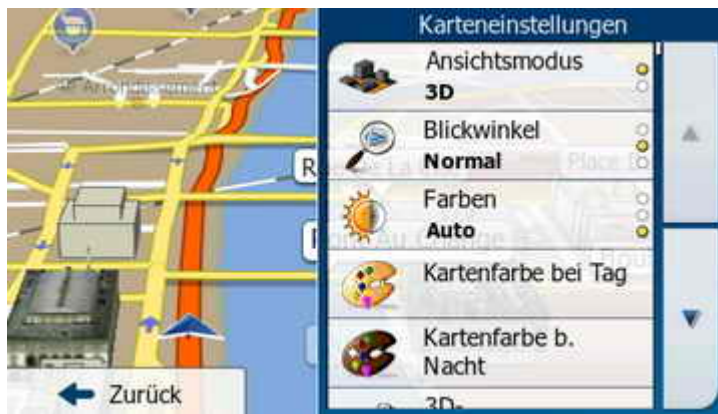 Karteneinstellungen
Ansichtsmodus
3D
Blickwinkel
Normal
Farben
Auto
Kartenfarbe bei Tag
Kartenfarbe b.
Nacht
3D-
Zurück